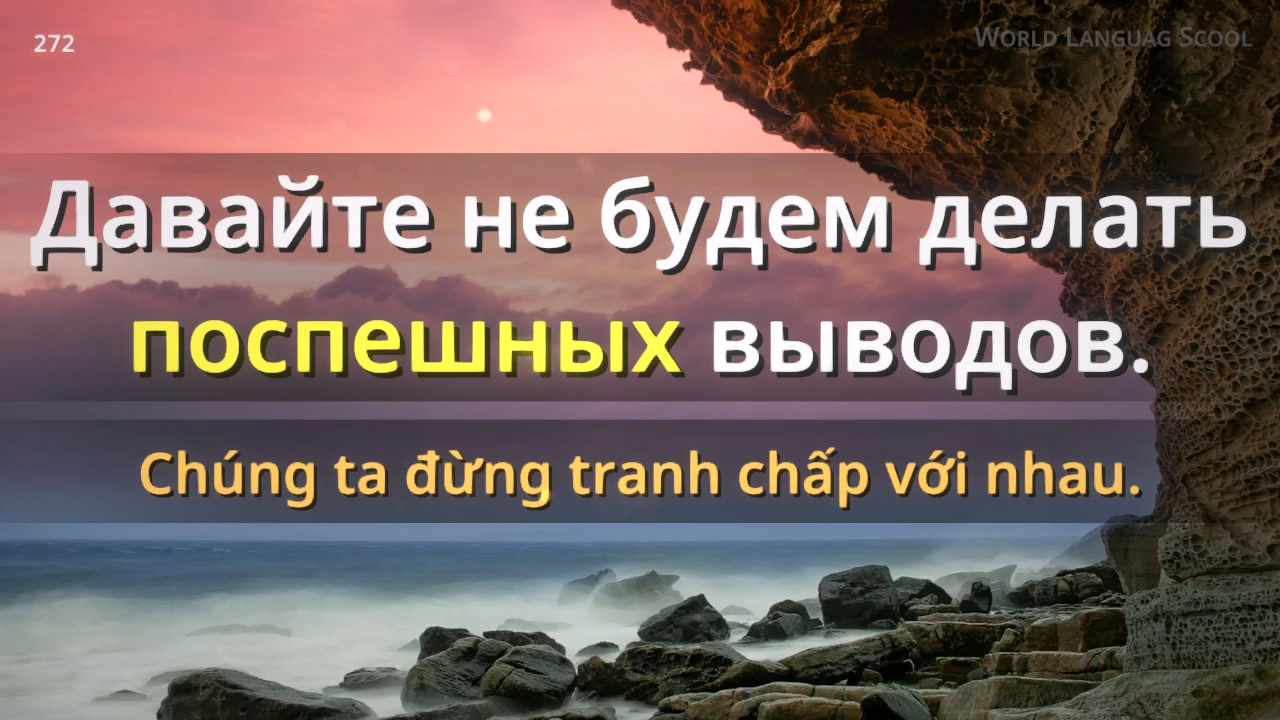 272
World Languag Scool
Давайте не будем делать
поспешных выводов.
Chúng ta đừng tranh chấp với nhau.